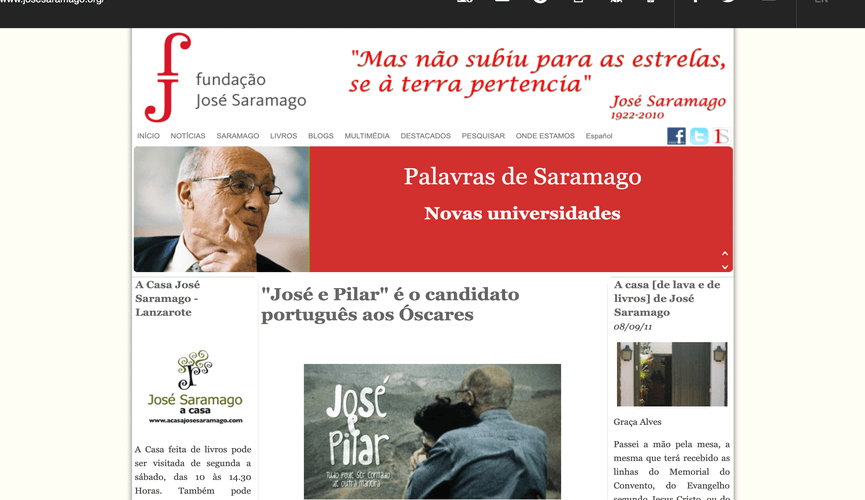 www.josesaramago.org/
EN
fundação
José Saramago
"Mas não subiu para as estrelas,
se à terra pertencia"
José Saramago
1922-2010
INÍCIO NOTÍCIAS SARAMAGO LIVROS BLOGS MULTIMÉDIA DESTACADOS PESQUISAR ONDE ESTAMOS Español
Palavras de Saramago
Novas universidades
A Casa José
Saramago -
Lanzarote
José Saramago
a casa
www.acasajosesaramago.com
A Casa feita de livros pode
ser visitada de segunda a
sábado, das 10 às 14.30
Horas. Também pode
"José e Pilar" é o candidato
português aos Óscares
José
e
Pilar
TUDO PODE SER CONTADO
DE OUTRA MANEIRA
A casa [de lava e de
livros] de José
Saramago
08/09/11
Graça Alves
Passei a mão pela mesa, a
mesma que terá recebido as
linhas do Memorial do
Convento, do Evangelho
segundo Jesus Cristo, ou do